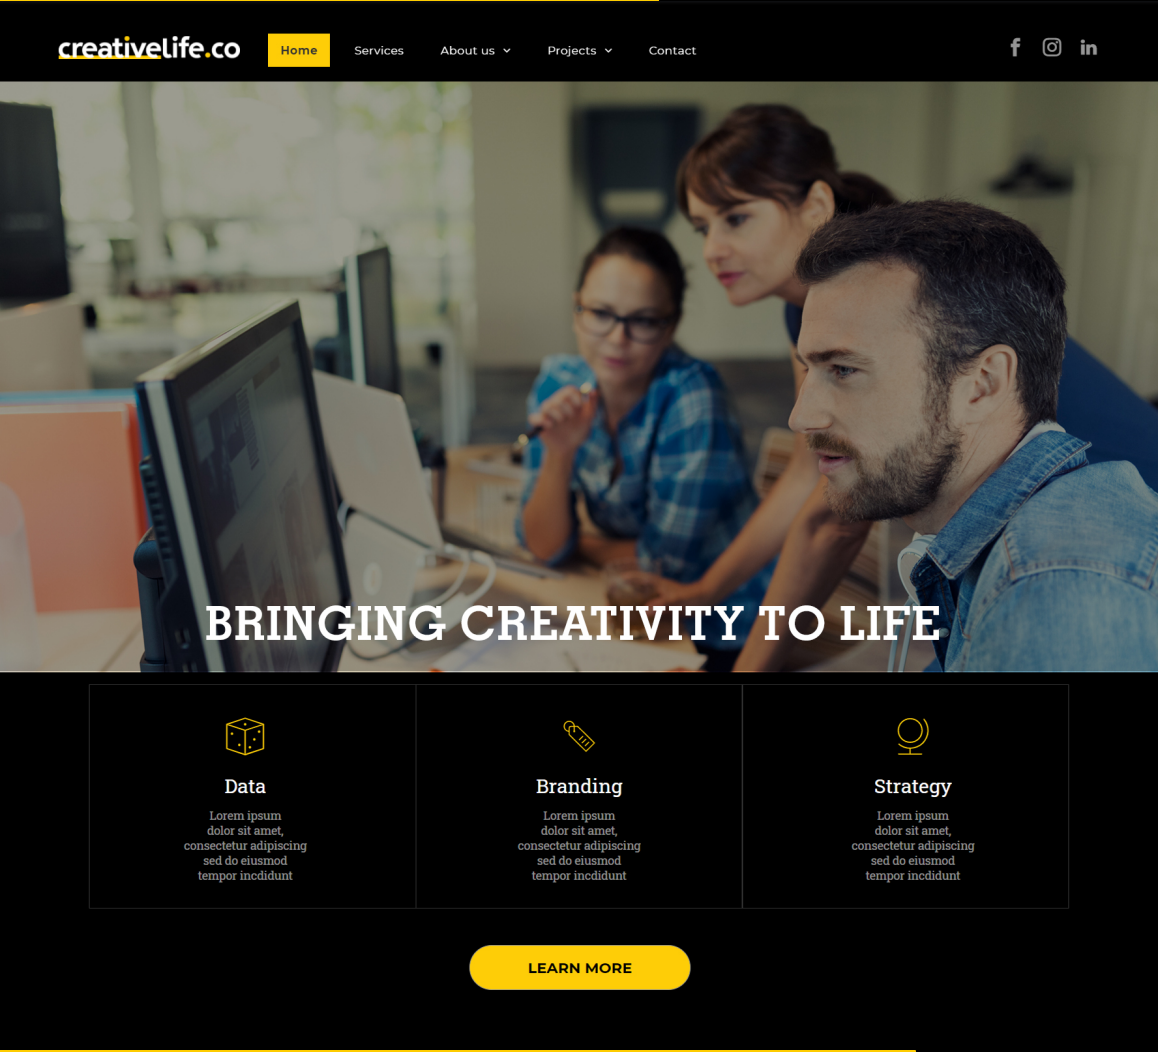 creativelife.co
Home
Services
About us
Projects
Contact
BRINGING CREATIVITY TO LIFE
Data
Lorem ipsum
dolor sit amet,
consectetur adipiscing
sed do eiusmod
tempor incdidunt
Branding
Lorem ipsum
dolor sit amet,
consectetur adipiscing
sed do eiusmod
tempor incdidunt
Strategy
Lorem ipsum
dolor sit amet,
consectetur adipiscing
sed do eiusmod
tempor incdidunt
LEARN MORE